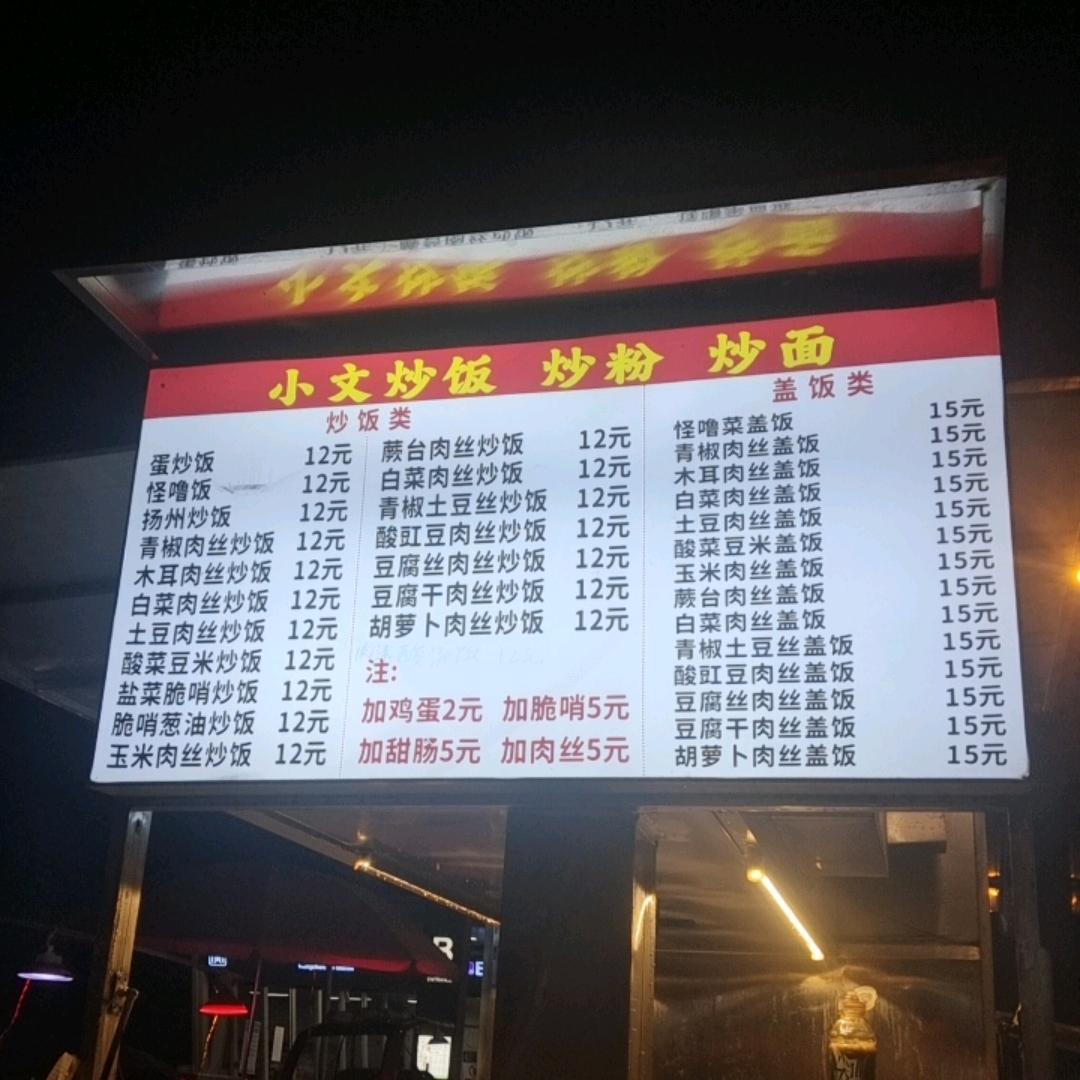 小文炒饭 炒粉 炒面
炒饭类
蛋炒饭 12元
怪噜饭 12元
扬州炒饭 12元
青椒肉丝炒饭 12元
木耳肉丝炒饭 12元
白菜肉丝炒饭 12元
土豆肉丝炒饭 12元
酸菜豆米炒饭 12元
盐菜脆哨炒饭 12元
脆哨葱油炒饭 12元
玉米肉丝炒饭 12元
蕨台肉丝炒饭 12元
白菜肉丝炒饭 12元
青椒土豆丝炒饭 12元
酸豇豆肉丝炒饭 12元
豆腐丝肉丝炒饭 12元
豆腐干肉丝炒饭 12元
胡萝卜肉丝炒饭 12元
注:
加鸡蛋2元 加脆哨5元
加甜肠5元 加肉丝5元
盖饭类
怪噜菜盖饭 15元
青椒肉丝盖饭 15元
木耳肉丝盖饭 15元
白菜肉丝盖饭 15元
土豆肉丝盖饭 15元
酸菜豆米盖饭 15元
玉米肉丝盖饭 15元
蕨台肉丝盖饭 15元
白菜肉丝盖饭 15元
青椒土豆丝盖饭 15元
酸豇豆肉丝盖饭 15元
豆腐丝肉丝盖饭 15元
豆腐干肉丝盖饭 15元
胡萝卜肉丝盖饭 15元